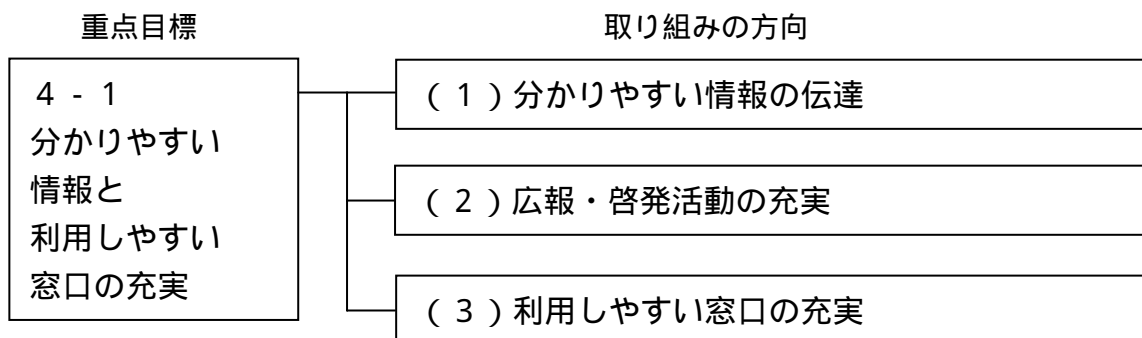 重点目標
取り組みの方向
4-1
分かりやすい
情報と
利用しやすい
窓口の充実
(1)分かりやすい情報の伝達
(2)広報・啓発活動の充実
(3)利用しやすい窓口の充実